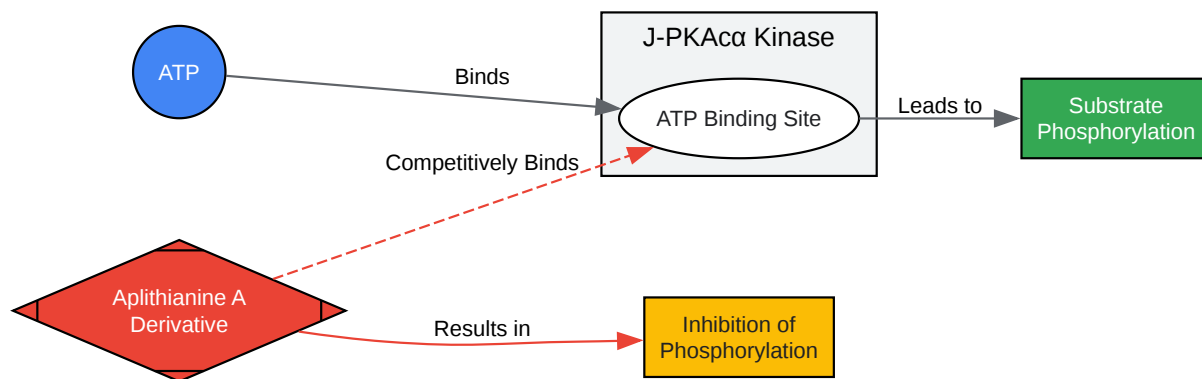 J-PKAcα Kinase
ATP
Binds
ATP Binding Site
Leads to
Substrate
Phosphorylation
Competitively Binds
Aplithianine A
Derivative
Results in
Inhibition of
Phosphorylation